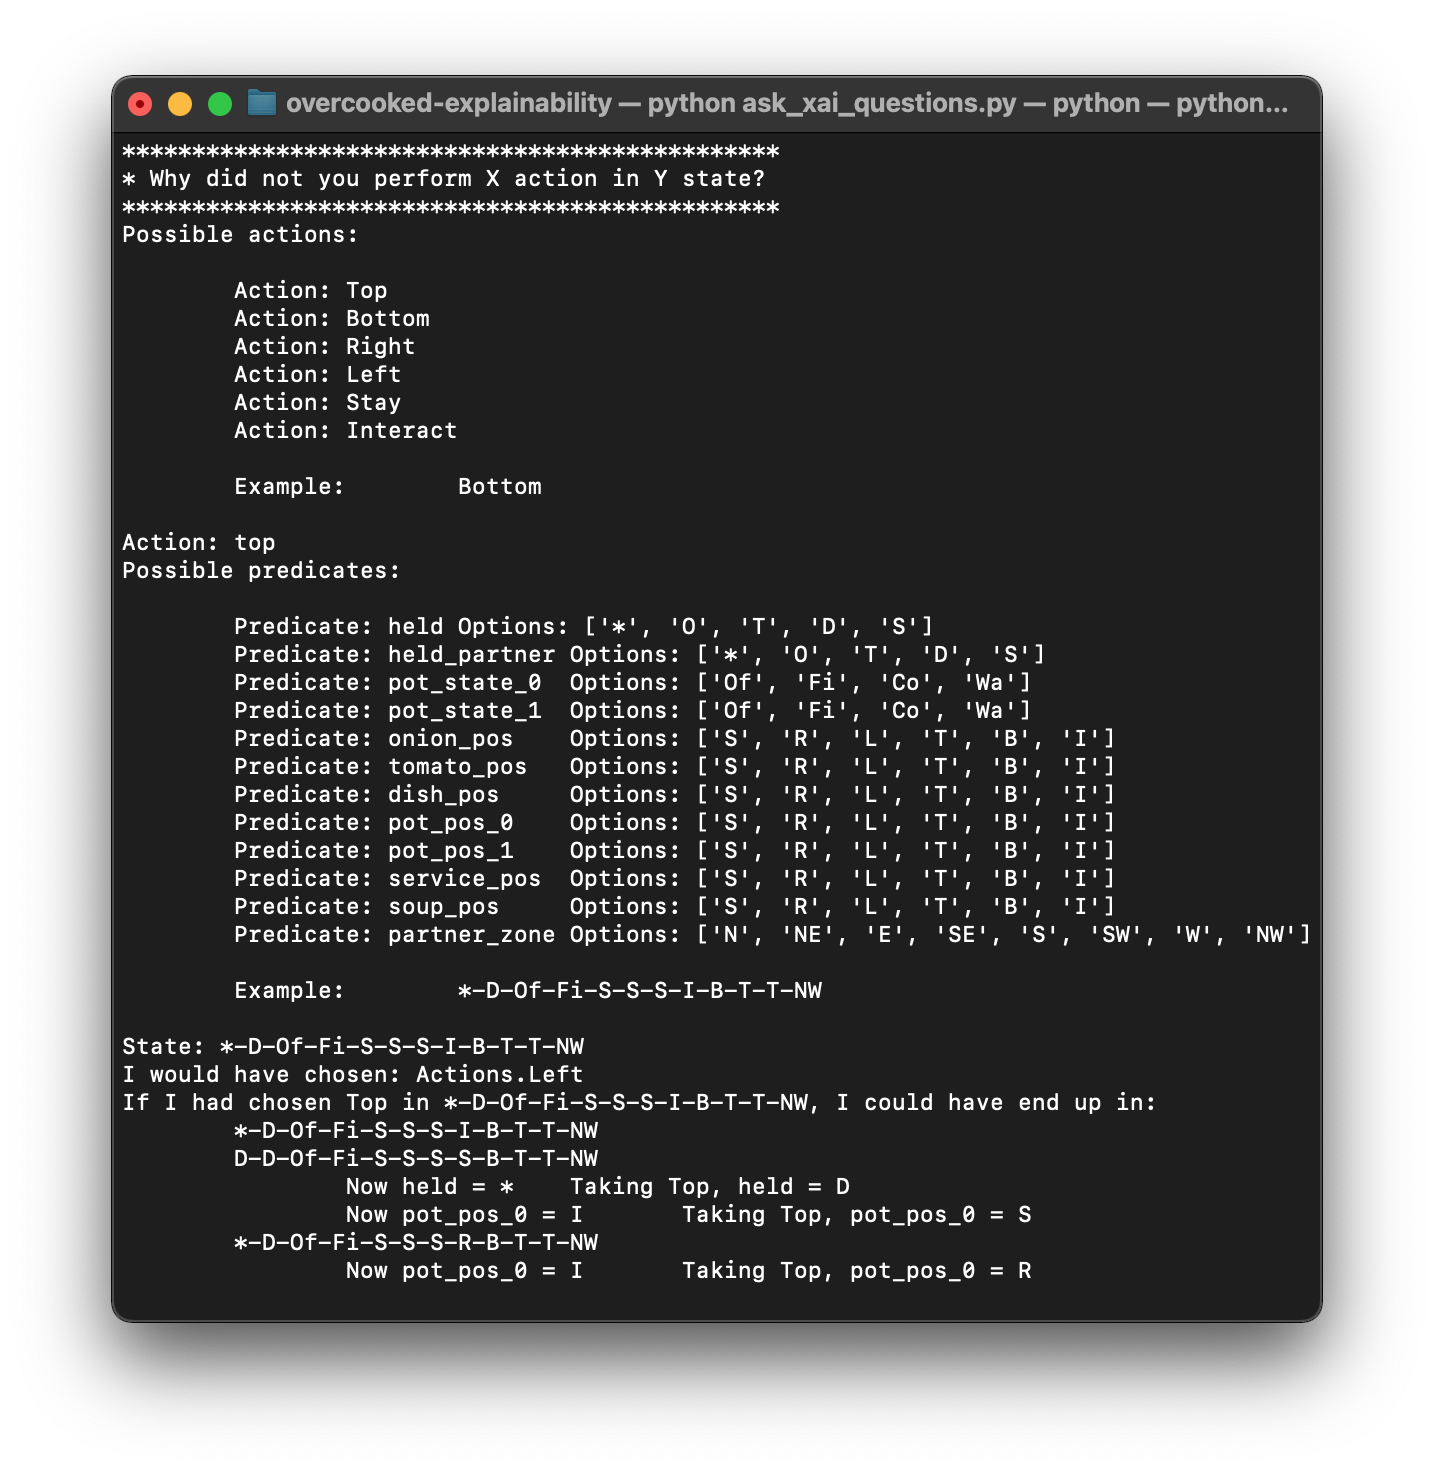 overcooked-explainability — python ask_xai_questions.py — python — python...
***********************************************
* Why did not you perform X action in Y state?
***********************************************
Possible actions:
Action: Top
Action: Bottom
Action: Right
Action: Left
Action: Stay
Action: Interact
Example: Bottom
Action: top
Possible predicates:
Predicate: held Options: ['*', 'O', 'T', 'D', 'S']
Predicate: held_partner Options: ['*', 'O', 'T', 'D', 'S']
Predicate: pot_state_0 Options: ['Of', 'Fi', 'Co', 'Wa']
Predicate: pot_state_1 Options: ['Of', 'Fi', 'Co', 'Wa']
Predicate: onion_pos Options: ['S', 'R', 'L', 'T', 'B', 'I']
Predicate: tomato_pos Options: ['S', 'R', 'L', 'T', 'B', 'I']
Predicate: dish_pos Options: ['S', 'R', 'L', 'T', 'B', 'I']
Predicate: pot_pos_0 Options: ['S', 'R', 'L', 'T', 'B', 'I']
Predicate: pot_pos_1 Options: ['S', 'R', 'L', 'T', 'B', 'I']
Predicate: service_pos Options: ['S', 'R', 'L', 'T', 'B', 'I']
Predicate: soup_pos Options: ['S', 'R', 'L', 'T', 'B', 'I']
Predicate: partner_zone Options: ['N', 'NE', 'E', 'SE', 'S', 'SW', 'W', 'NW']
Example: *-D-Of-Fi-S-S-S-I-B-T-T-NW
State: *-D-Of-Fi-S-S-S-I-B-T-T-NW
I would have chosen: Actions.Left
If I had chosen Top in *-D-Of-Fi-S-S-S-I-B-T-T-NW, I could have end up in:
*-D-Of-Fi-S-S-S-I-B-T-T-NW
D-D-Of-Fi-S-S-S-S-B-T-T-NW
Now held = * Taking Top, held = D
Now pot_pos_0 = I Taking Top, pot_pos_0 = S
*-D-Of-Fi-S-S-S-R-B-T-T-NW
Now pot_pos_0 = I Taking Top, pot_pos_0 = R